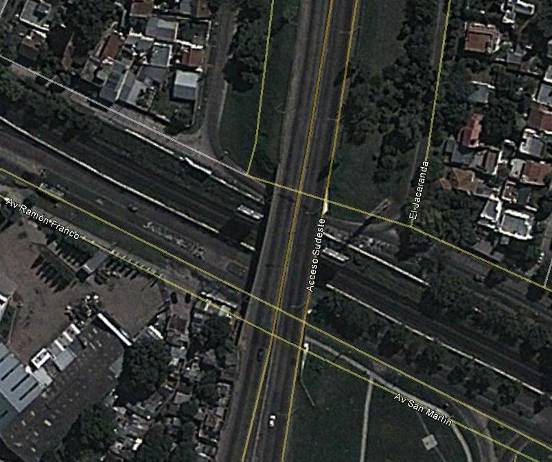 El Jacaranda
Av Ramón Franco
Acceso Sudeste
Av San Martín